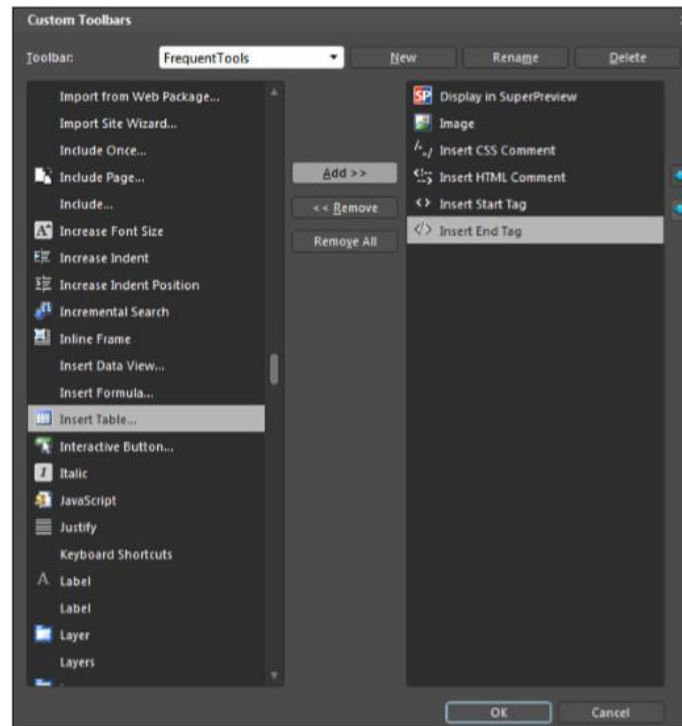 Custom Toolbars
Toolbar: FrequentTools New Rename Delete
Import from Web Package...
Import Site Wizard...
Include Once...
Include Page...
Include...
Increase Font Size
Increase Indent
Increase Indent Position
Incremental Search
Inline Frame
Insert Data View...
Insert Formula...
Insert Table...
Interactive Button...
Italic
JavaScript
Justify
Keyboard Shortcuts
Label
Label
Layer
Layers
Add >>
<< Remove
Remove All
SP Display in SuperPreview
Image
Insert CSS Comment
Insert HTML Comment
Insert Start Tag
Insert End Tag
OK Cancel